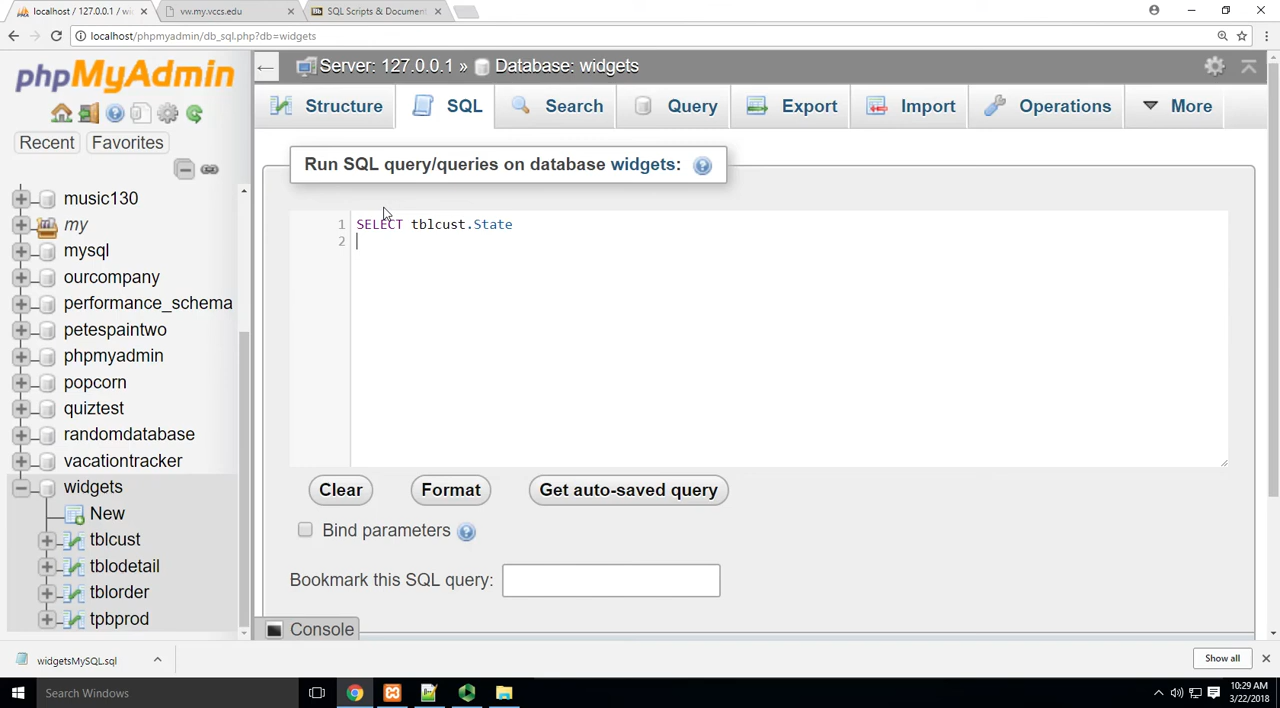 localhost / 127.0.0.1 / wi
vw.my.vccs.edu
SQL Scripts & Document
localhost/phpmyadmin/db_sql.php?db=widgets
phpMyAdmin
Recent
Favorites
music130
my
mysql
ourcompany
performance_schema
petespaintwo
phpmyadmin
popcorn
quiztest
randomdatabase
vacationtracker
widgets
New
tblcust
tblodetail
tblorder
tpbprod
Server: 127.0.0.1 » Database: widgets
Structure
SQL
Search
Query
Export
Import
Operations
More
Run SQL query/queries on database widgets:
1 SELECT tblcust.State
2
Clear
Format
Get auto-saved query
Bind parameters
Bookmark this SQL query:
Console
widgetsMySQL.sql
Show all
Search Windows
10:29 AM
3/22/2018